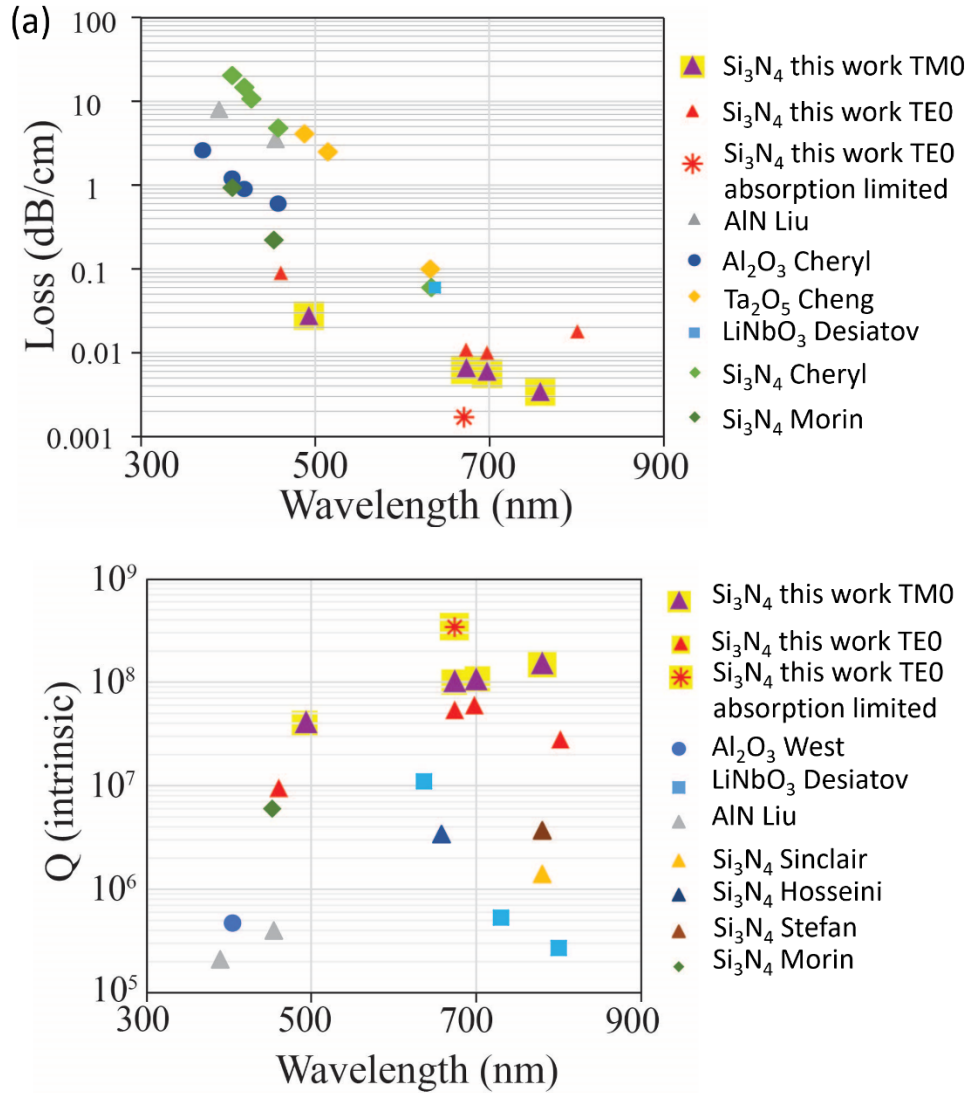 (a)
100
10
1
0.1
0.01
0.001
Loss (dB/cm)
300 500 700 900
Wavelength (nm)
Si₃N₄ this work TM0
Si₃N₄ this work TE0
Si₃N₄ this work TE0
absorption limited
AlN Liu
Al₂O₃ Cheryl
Ta₂O₅ Cheng
LiNbO₃ Desiatov
Si₃N₄ Cheryl
Si₃N₄ Morin
10⁹
10⁸
10⁷
10⁶
10⁵
Q (intrinsic)
300 500 700 900
Wavelength (nm)
Si₃N₄ this work TM0
Si₃N₄ this work TE0
Si₃N₄ this work TE0
absorption limited
Al₂O₃ West
LiNbO₃ Desiatov
AlN Liu
Si₃N₄ Sinclair
Si₃N₄ Hosseini
Si₃N₄ Stefan
Si₃N₄ Morin